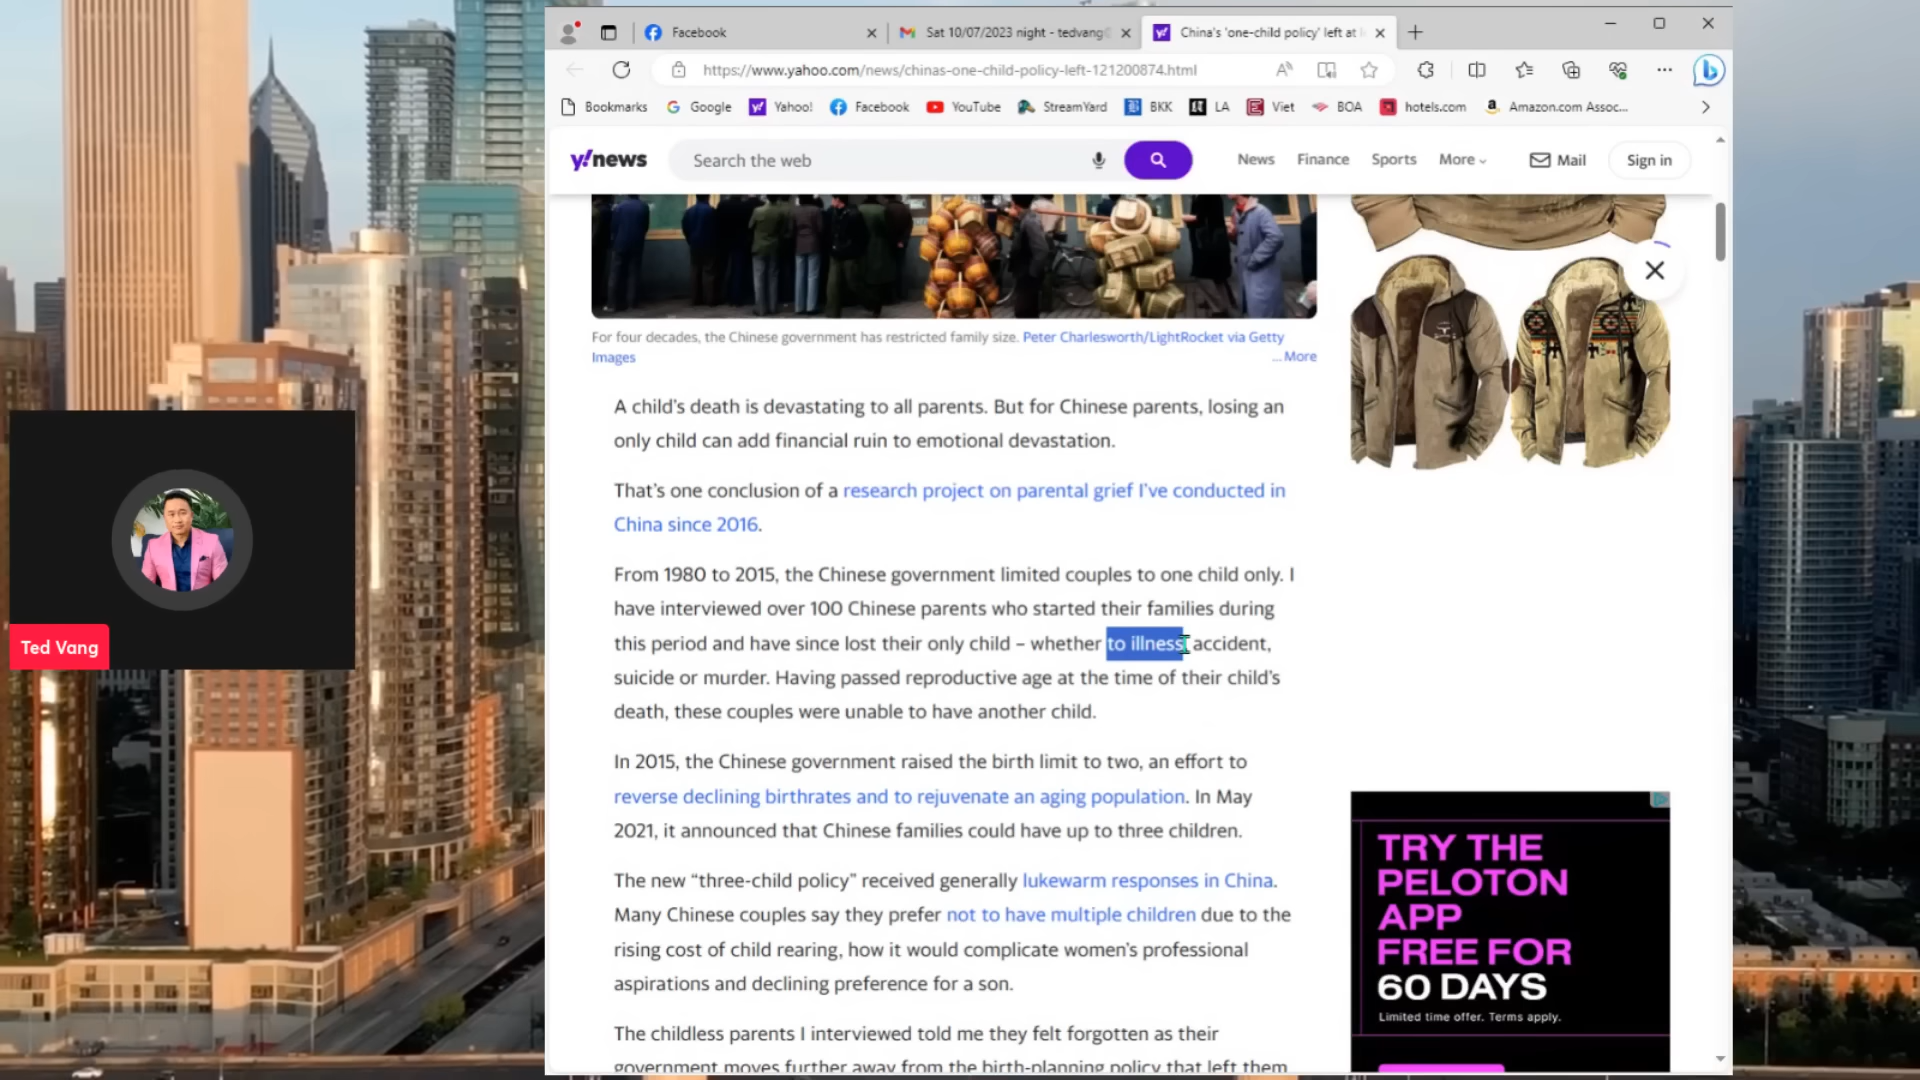 Facebook
Sat 10/07/2023 night - tedvang@
China's 'one-child policy' left at l
https://www.yahoo.com/news/chinas-one-child-policy-left-121200874.html
Bookmarks
Google
Yahoo!
Facebook
YouTube
StreamYard
BKK
LA
Viet
BOA
hotels.com
Amazon.com Assoc...
y!news
Search the web
News
Finance
Sports
More
Mail
Sign in
For four decades, the Chinese government has restricted family size. Peter Charlesworth/LightRocket via Getty
Images
... More
A child's death is devastating to all parents. But for Chinese parents, losing an
only child can add financial ruin to emotional devastation.
That's one conclusion of a research project on parental grief I've conducted in
China since 2016.
From 1980 to 2015, the Chinese government limited couples to one child only. I
have interviewed over 100 Chinese parents who started their families during
this period and have since lost their only child – whether to illness, accident,
suicide or murder. Having passed reproductive age at the time of their child's
death, these couples were unable to have another child.
In 2015, the Chinese government raised the birth limit to two, an effort to
reverse declining birthrates and to rejuvenate an aging population. In May
2021, it announced that Chinese families could have up to three children.
The new “three-child policy” received generally lukewarm responses in China.
Many Chinese couples say they prefer not to have multiple children due to the
rising cost of child rearing, how it would complicate women's professional
aspirations and declining preference for a son.
The childless parents I interviewed told me they felt forgotten as their
government moves further away from the birth-planning policy that left them
TRY THE
PELOTON
APP
FREE FOR
60 DAYS
Limited time offer. Terms apply.
Ted Vang